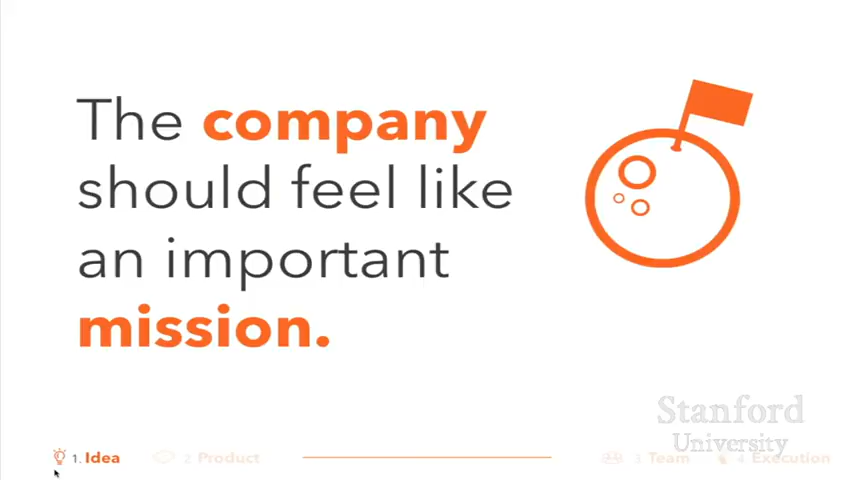 The company
should feel like
an important
mission.
Stanford
University
1. Idea
2 Product
3 Team
4 Execution